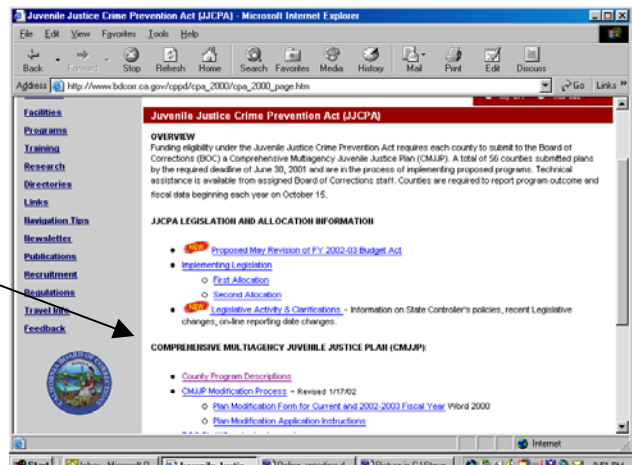 Juvenile Justice Crime Prevention Act (JJCPA) - Microsoft Internet Explorer
File Edit View Favorites Tools Help
Back Forward Stop Refresh Home Search Favorites Media History Mail Print Edit Discuss
Address http://www.bdcorr.ca.gov/cppd/cpa_2000/cpa_2000_page.htm Go Links »
Facilities
Programs
Training
Research
Directories
Links
Navigation Tips
Newsletter
Publications
Recruitment
Regulations
Travel Info
Feedback
Juvenile Justice Crime Prevention Act (JJCPA)
OVERVIEW
Funding eligibility under the Juvenile Justice Crime Prevention Act requires each county to submit to the Board of
Corrections (BOC) a Comprehensive Multiagency Juvenile Justice Plan (CMJJP). A total of 56 counties submitted plans
by the required deadline of June 30, 2001 and are in the process of implementing proposed programs. Technical
assistance is available from assigned Board of Corrections staff. Counties are required to report program outcome and
fiscal data beginning each year on October 15.
JJCPA LEGISLATION AND ALLOCATION INFORMATION
NEW Proposed May Revision of FY 2002-03 Budget Act
Implementing Legislation
First Allocation
Second Allocation
NEW Legislative Activity & Clarifications - Information on State Controller's policies, recent Legislative
changes, on-line reporting date changes.
COMPREHENSIVE MULTIAGENCY JUVENILE JUSTICE PLAN (CMJJP):
County Program Descriptions
CMJJP Modification Process - Revised 1/17/02
Plan Modification Form for Current and 2002-2003 Fiscal Year Word 2000
Plan Modification Application Instructions
Internet
Start